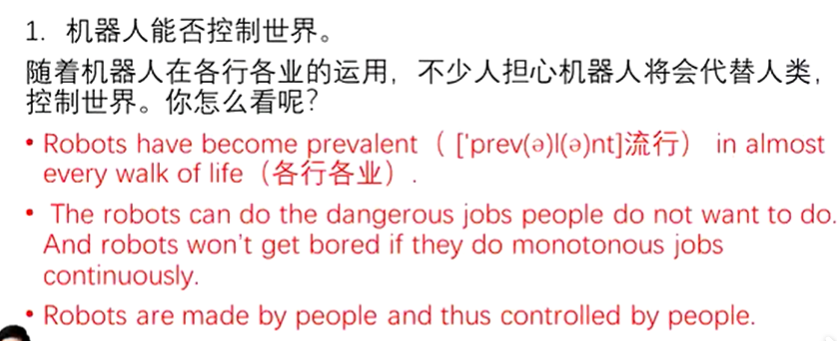 1. 机器人能否控制世界。
随着机器人在各行各业的运用，不少人担心机器人将会代替人类，
控制世界。你怎么看呢？
• Robots have become prevalent（ ['prev(ə)l(ə)nt]流行） in almost
every walk of life（各行各业）.
• The robots can do the dangerous jobs people do not want to do.
And robots won't get bored if they do monotonous jobs
continuously.
• Robots are made by people and thus controlled by people.